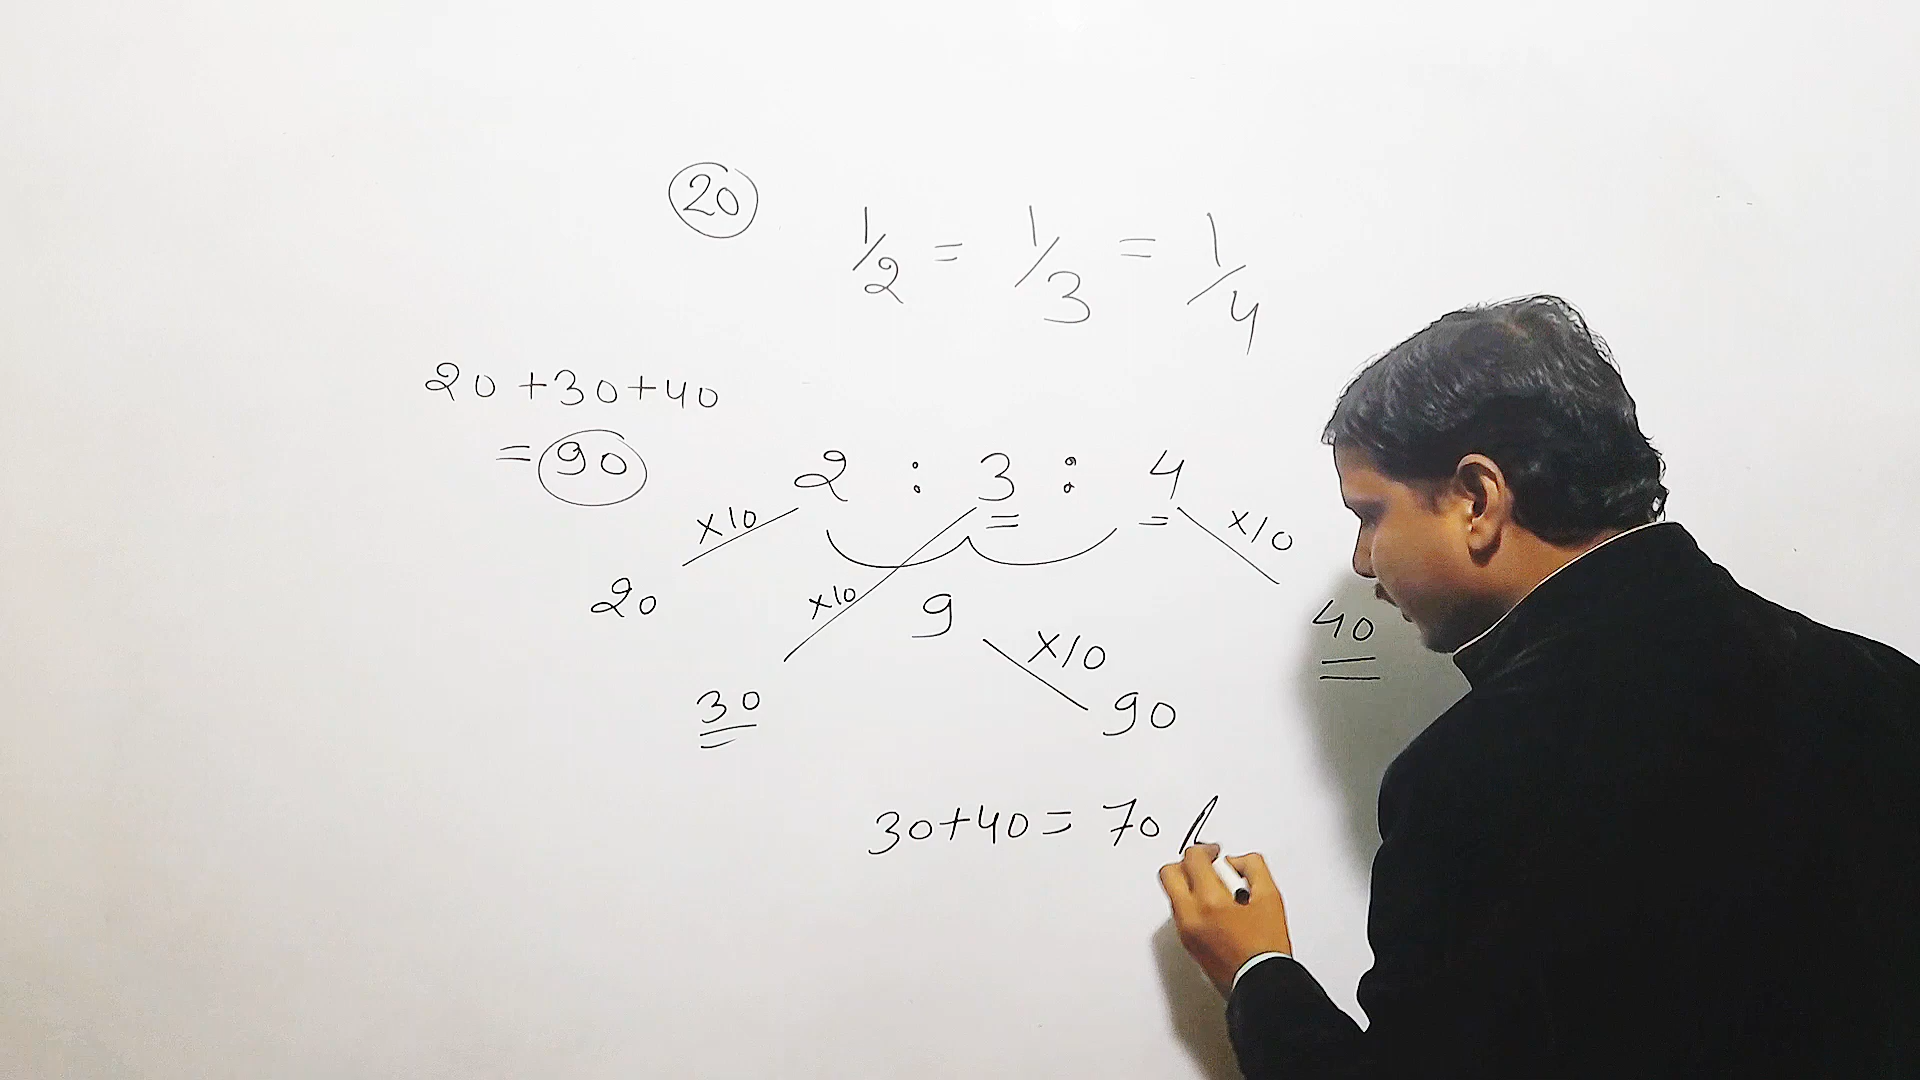 20
1/2 = 1/3 = 1/4
20 + 30 + 40
= 90
2 : 3 : 4
x10 x10
20 x10 9 40
x10
30 90
30+40 = 70